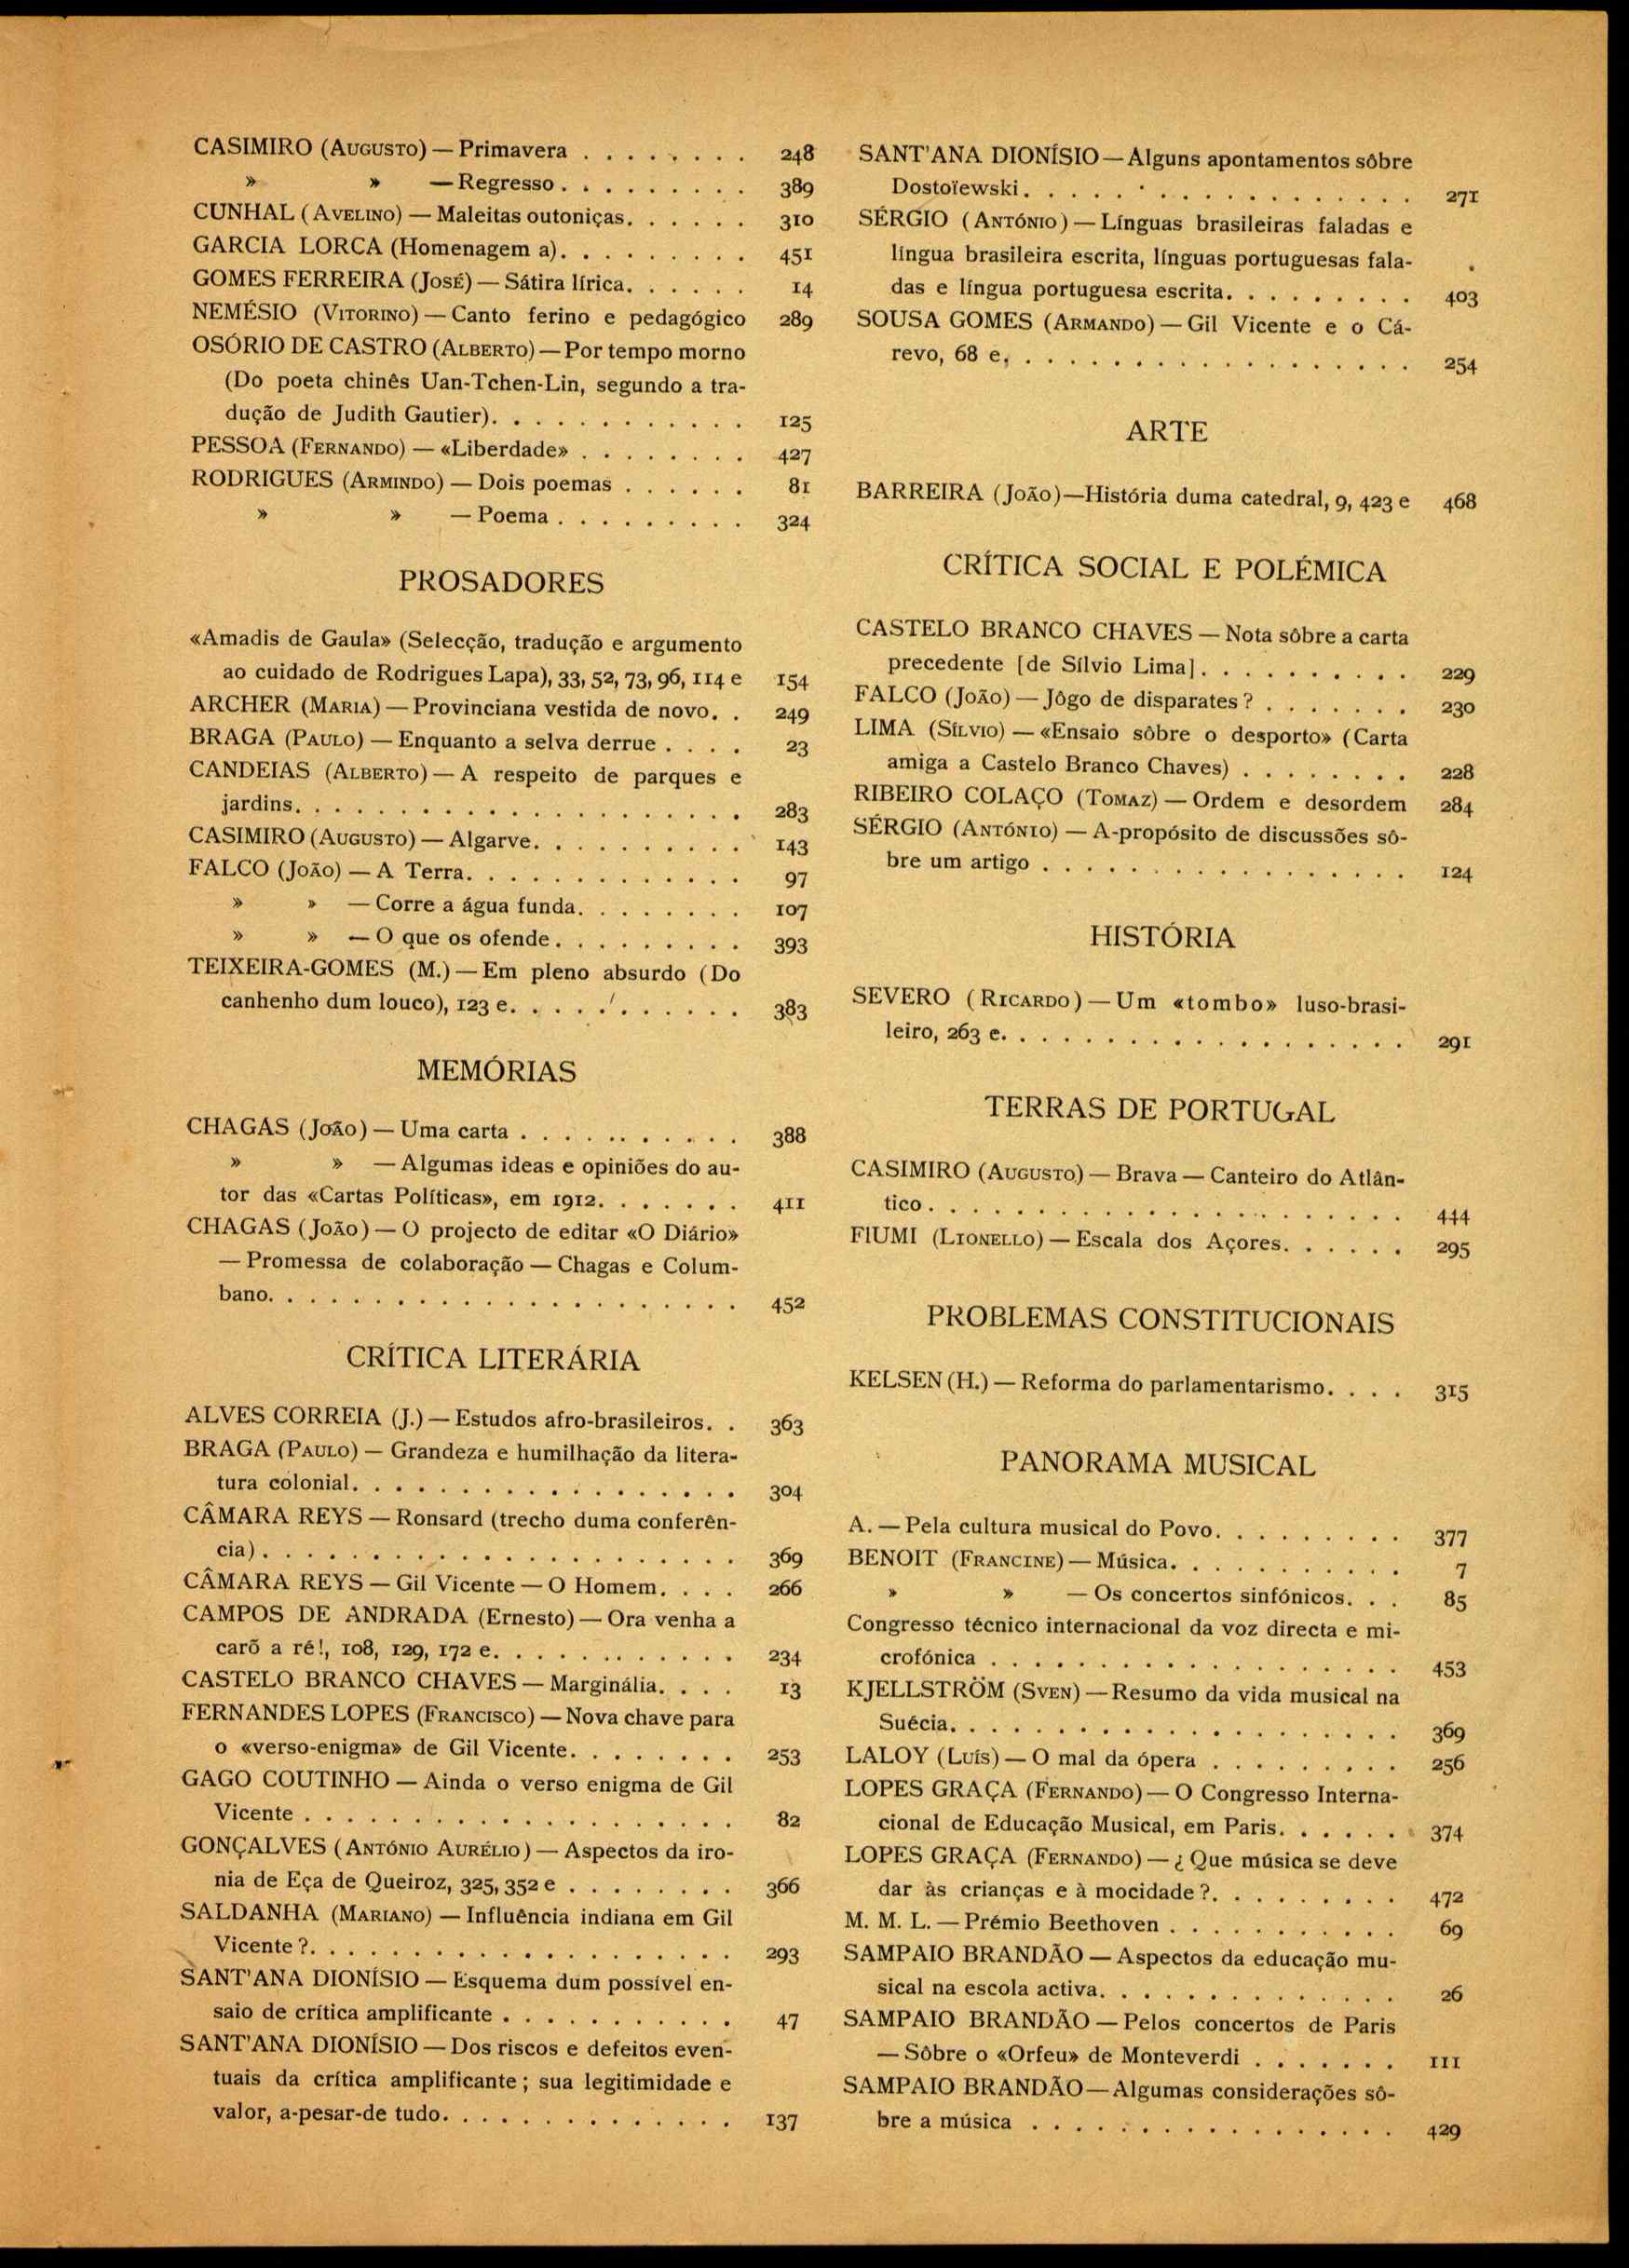 CASIMIRO (AUGUSTO) — Primavera . . . . . . . . 248
» » — Regresso . . . . . . . . . 389
CUNHAL (AVELINO) — Maleitas outoniças. . . . . . 310
GARCIA LORCA (Homenagem a). . . . . . . . . 451
GOMES FERREIRA (JOSÉ) — Sátira lírica. . . . . . 14
NEMÉSIO (VITORINO) — Canto ferino e pedagógico 289
OSÓRIO DE CASTRO (ALBERTO) — Por tempo morno
(Do poeta chinês Uan-Tchen-Lin, segundo a tra-
dução de Judith Gautier). . . . . . . . . . . . 125
PESSOA (FERNANDO) — «Liberdade» . . . . . . . . 427
RODRIGUES (ARMINDO) — Dois poemas . . . . . . 81
» » — Poema . . . . . . . . . 324
PROSADORES
«Amadis de Gaula» (Selecção, tradução e argumento
ao cuidado de Rodrigues Lapa), 33, 52, 73, 96, 114 e 154
ARCHER (MARIA) — Provinciana vestida de novo. . 249
BRAGA (PAULO) — Enquanto a selva derrue . . . . 23
CANDEIAS (ALBERTO) — A respeito de parques e
jardins. . . . . . . . . . . . . . . . . . . . 283
CASIMIRO (AUGUSTO) — Algarve. . . . . . . . . . 143
FALCO (JOÃO) — A Terra. . . . . . . . . . . . . 97
» » — Corre a água funda. . . . . . . . 107
» » — O que os ofende. . . . . . . . . 393
TEIXEIRA-GOMES (M.) — Em pleno absurdo (Do
canhenho dum louco), 123 e. . . . . . . . . . . 383
MEMÓRIAS
CHAGAS (JOÃO) — Uma carta . . . . . . . . . . . 388
» » — Algumas ideas e opiniões do au-
tor das «Cartas Políticas», em 1912. . . . . . . 411
CHAGAS (JOÃO) — O projecto de editar «O Diário»
— Promessa de colaboração — Chagas e Colum-
bano. . . . . . . . . . . . . . . . . . . . . 452
CRÍTICA LITERÁRIA
ALVES CORREIA (J.) — Estudos afro-brasileiros. . 363
BRAGA (PAULO) — Grandeza e humilhação da litera-
tura colonial. . . . . . . . . . . . . . . . . 304
CÂMARA REYS — Ronsard (trecho duma conferên-
cia) . . . . . . . . . . . . . . . . . . . . . 369
CÂMARA REYS — Gil Vicente — O Homem. . . . 266
CAMPOS DE ANDRADA (Ernesto) — Ora venha a
carõ a ré!, 108, 129, 172 e. . . . . . . . . . . . 234
CASTELO BRANCO CHAVES — Marginália. . . . 13
FERNANDES LOPES (FRANCISCO) — Nova chave para
o «verso-enigma» de Gil Vicente. . . . . . . . 253
GAGO COUTINHO — Ainda o verso enigma de Gil
Vicente . . . . . . . . . . . . . . . . . . . 82
GONÇALVES (ANTÓNIO AURÉLIO) — Aspectos da iro-
nia de Eça de Queiroz, 325, 352 e . . . . . . . . 366
SALDANHA (MARIANO) — Influência indiana em Gil
Vicente?. . . . . . . . . . . . . . . . . . . 293
SANT'ANA DIONÍSIO — Esquema dum possível en-
saio de crítica amplificante . . . . . . . . . . . 47
SANT'ANA DIONÍSIO — Dos riscos e defeitos even-
tuais da crítica amplificante; sua legitimidade e
valor, a-pesar-de tudo. . . . . . . . . . . . . . 137
SANT'ANA DIONÍSIO — Alguns apontamentos sôbre
Dostoïewski. . . . . . . . . . . . . . . . . . 271
SÉRGIO (ANTÓNIO) — Línguas brasileiras faladas e
língua brasileira escrita, línguas portuguesas fala-
das e língua portuguesa escrita. . . . . . . . . 403
SOUSA GOMES (ARMANDO) — Gil Vicente e o Cá-
revo, 68 e. . . . . . . . . . . . . . . . . . . 254
ARTE
BARREIRA (JOÃO)—História duma catedral, 9, 423 e 468
CRÍTICA SOCIAL E POLÉMICA
CASTELO BRANCO CHAVES — Nota sôbre a carta
precedente [de Sílvio Lima]. . . . . . . . . . 229
FALCO (JOÃO) — Jôgo de disparates? . . . . . . . 230
LIMA (SÍLVIO) — «Ensaio sôbre o desporto» (Carta
amiga a Castelo Branco Chaves) . . . . . . . . 228
RIBEIRO COLAÇO (TOMAZ) — Ordem e desordem 284
SÉRGIO (ANTÓNIO) — A-propósito de discussões sô-
bre um artigo . . . . . . . . . . . . . . . . . 124
HISTÓRIA
SEVERO (RICARDO) — Um «tombo» luso-brasi-
leiro, 263 e. . . . . . . . . . . . . . . . . . . 291
TERRAS DE PORTUGAL
CASIMIRO (AUGUSTO) — Brava — Canteiro do Atlân-
tico . . . . . . . . . . . . . . . . . . . . . . 444
FIUMI (LIONELLO) — Escala dos Açores. . . . . . 295
PROBLEMAS CONSTITUCIONAIS
KELSEN (H.) — Reforma do parlamentarismo. . . . 315
PANORAMA MUSICAL
A. — Pela cultura musical do Povo. . . . . . . . . 377
BENOIT (FRANCINE) — Música. . . . . . . . . . . 7
» » — Os concertos sinfónicos. . . 85
Congresso técnico internacional da voz directa e mi-
crofónica . . . . . . . . . . . . . . . . . . 453
KJELLSTRÖM (SVEN) — Resumo da vida musical na
Suécia. . . . . . . . . . . . . . . . . . . . 369
LALOY (LUÍS) — O mal da ópera . . . . . . . . . 256
LOPES GRAÇA (FERNANDO) — O Congresso Interna-
cional de Educação Musical, em Paris. . . . . . 374
LOPES GRAÇA (FERNANDO) — ¿ Que música se deve
dar às crianças e à mocidade?. . . . . . . . . 472
M. M. L. — Prémio Beethoven . . . . . . . . . . . 69
SAMPAIO BRANDÃO — Aspectos da educação mu-
sical na escola activa. . . . . . . . . . . . . . 26
SAMPAIO BRANDÃO — Pelos concertos de Paris
— Sôbre o «Orfeu» de Monteverdi . . . . . . . 111
SAMPAIO BRANDÃO — Algumas considerações sô-
bre a música . . . . . . . . . . . . . . . . . 429